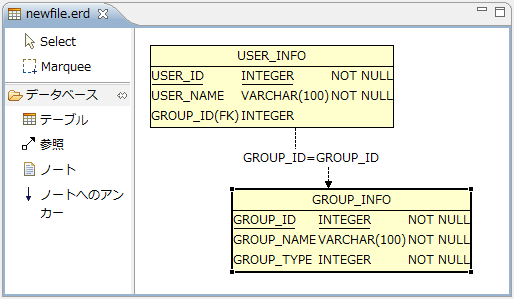 newfile.erd
Select
Marquee
データベース
テーブル
参照
ノート
ノートへのアン
カー
USER_INFO
USER_ID INTEGER NOT NULL
USER_NAME VARCHAR(100) NOT NULL
GROUP_ID(FK) INTEGER
GROUP_ID=GROUP_ID
GROUP_INFO
GROUP_ID INTEGER NOT NULL
GROUP_NAME VARCHAR(100) NOT NULL
GROUP_TYPE INTEGER NOT NULL